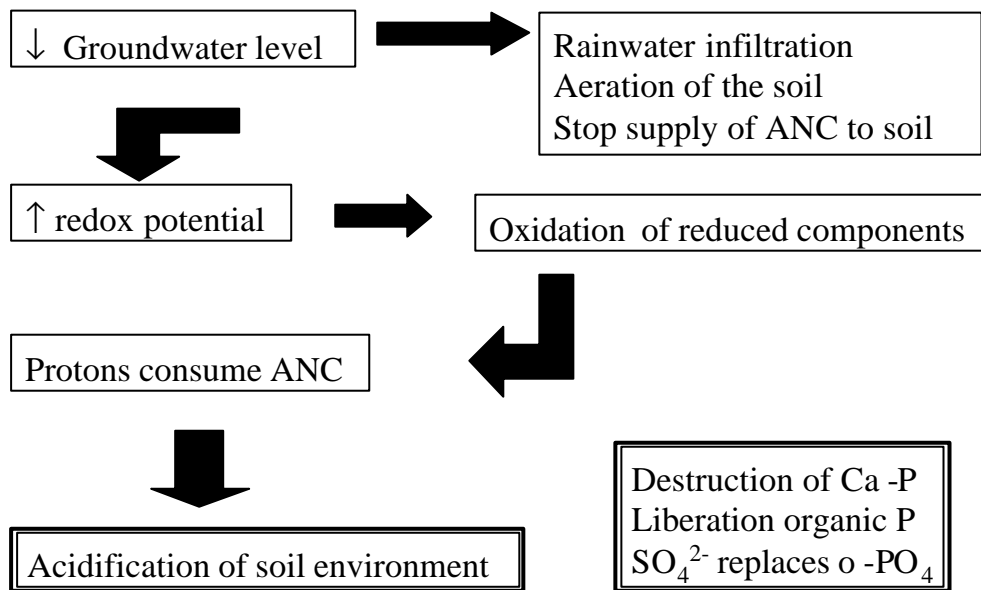 ↓ Groundwater level
Rainwater infiltration
Aeration of the soil
Stop supply of ANC to soil
↑ redox potential
Oxidation of reduced components
Protons consume ANC
Acidification of soil environment
Destruction of Ca -P
Liberation organic P
SO₄²⁻ replaces o -PO₄